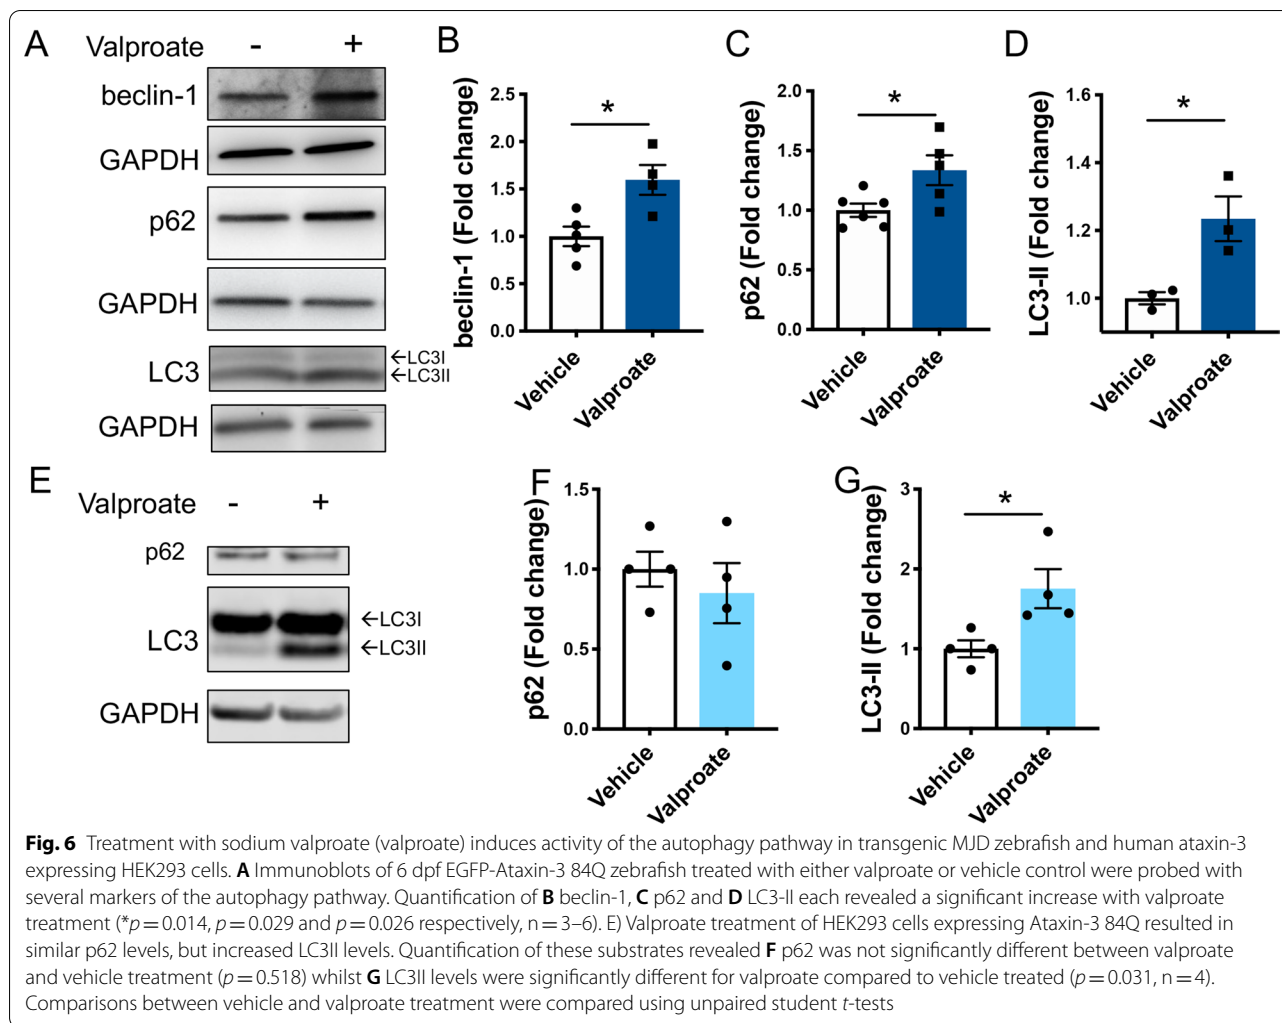 A
Valproate - +
beclin-1
GAPDH
p62
GAPDH
LC3
←LC3I
←LC3II
GAPDH
B
beclin-1 (Fold change)
2.5
2.0
1.5
1.0
0.5
0.0
*
Vehicle
Valproate
C
p62 (Fold change)
2.0
1.5
1.0
0.5
0.0
*
Vehicle
Valproate
D
LC3-II (Fold change)
1.6
1.4
1.2
1.0
*
Vehicle
Valproate
E
Valproate - +
p62
LC3
←LC3I
←LC3II
GAPDH
F
p62 (Fold change)
1.5
1.0
0.5
0.0
Vehicle
Valproate
G
LC3-II (Fold change)
3
2
1
0
*
Vehicle
Valproate
Fig. 6 Treatment with sodium valproate (valproate) induces activity of the autophagy pathway in transgenic MJD zebrafish and human ataxin-3
expressing HEK293 cells. A Immunoblots of 6 dpf EGFP-Ataxin-3 84Q zebrafish treated with either valproate or vehicle control were probed with
several markers of the autophagy pathway. Quantification of B beclin-1, C p62 and D LC3-II each revealed a significant increase with valproate
treatment (*p = 0.014, p = 0.029 and p = 0.026 respectively, n = 3–6). E) Valproate treatment of HEK293 cells expressing Ataxin-3 84Q resulted in
similar p62 levels, but increased LC3II levels. Quantification of these substrates revealed F p62 was not significantly different between valproate
and vehicle treatment (p = 0.518) whilst G LC3II levels were significantly different for valproate compared to vehicle treated (p = 0.031, n = 4).
Comparisons between vehicle and valproate treatment were compared using unpaired student t-tests